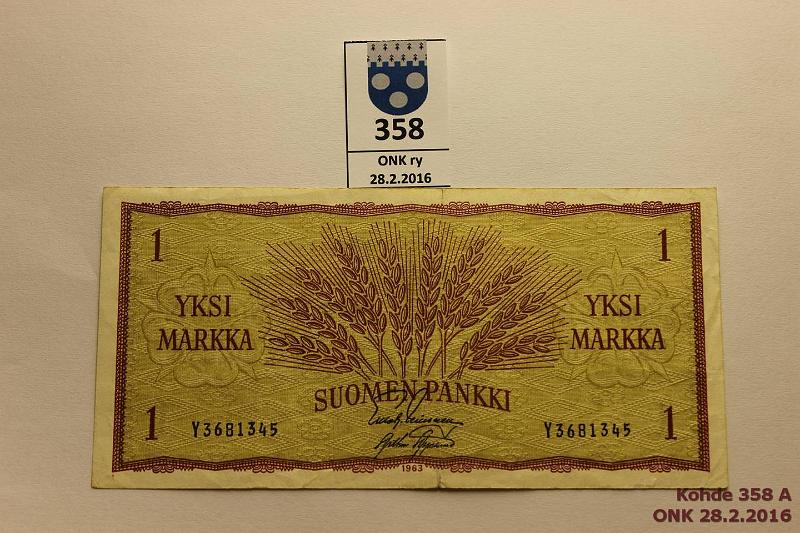 358
ONK ry
28.2.2016
1 1
YKSI MARKKA
YKSI MARKKA
SUOMEN PANKKI
1 1
Y3681345 Y3681345
1963
Kohde 358 A
ONK 28.2.2016